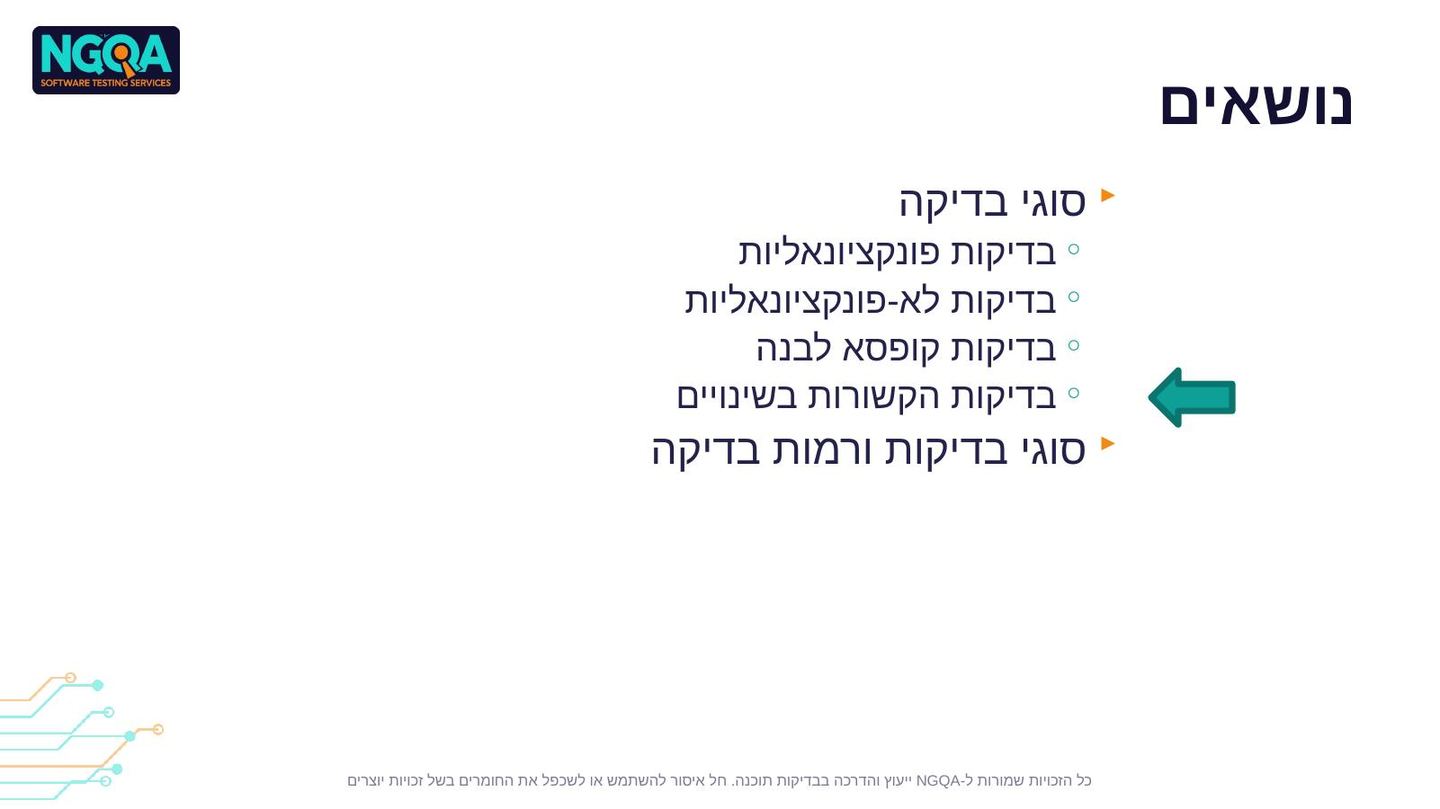 NGQA
SOFTWARE TESTING SERVICES
נושאים
סוגי בדיקה
בדיקות פונקציונאליות
בדיקות לא-פונקציונאליות
בדיקות קופסא לבנה
בדיקות הקשורות בשינויים
סוגי בדיקות ורמות בדיקה
כל הזכויות שמורות ל-NGQA ייעוץ והדרכה בבדיקות תוכנה. חל איסור להשתמש או לשכפל את החומרים בשל זכויות יוצרים